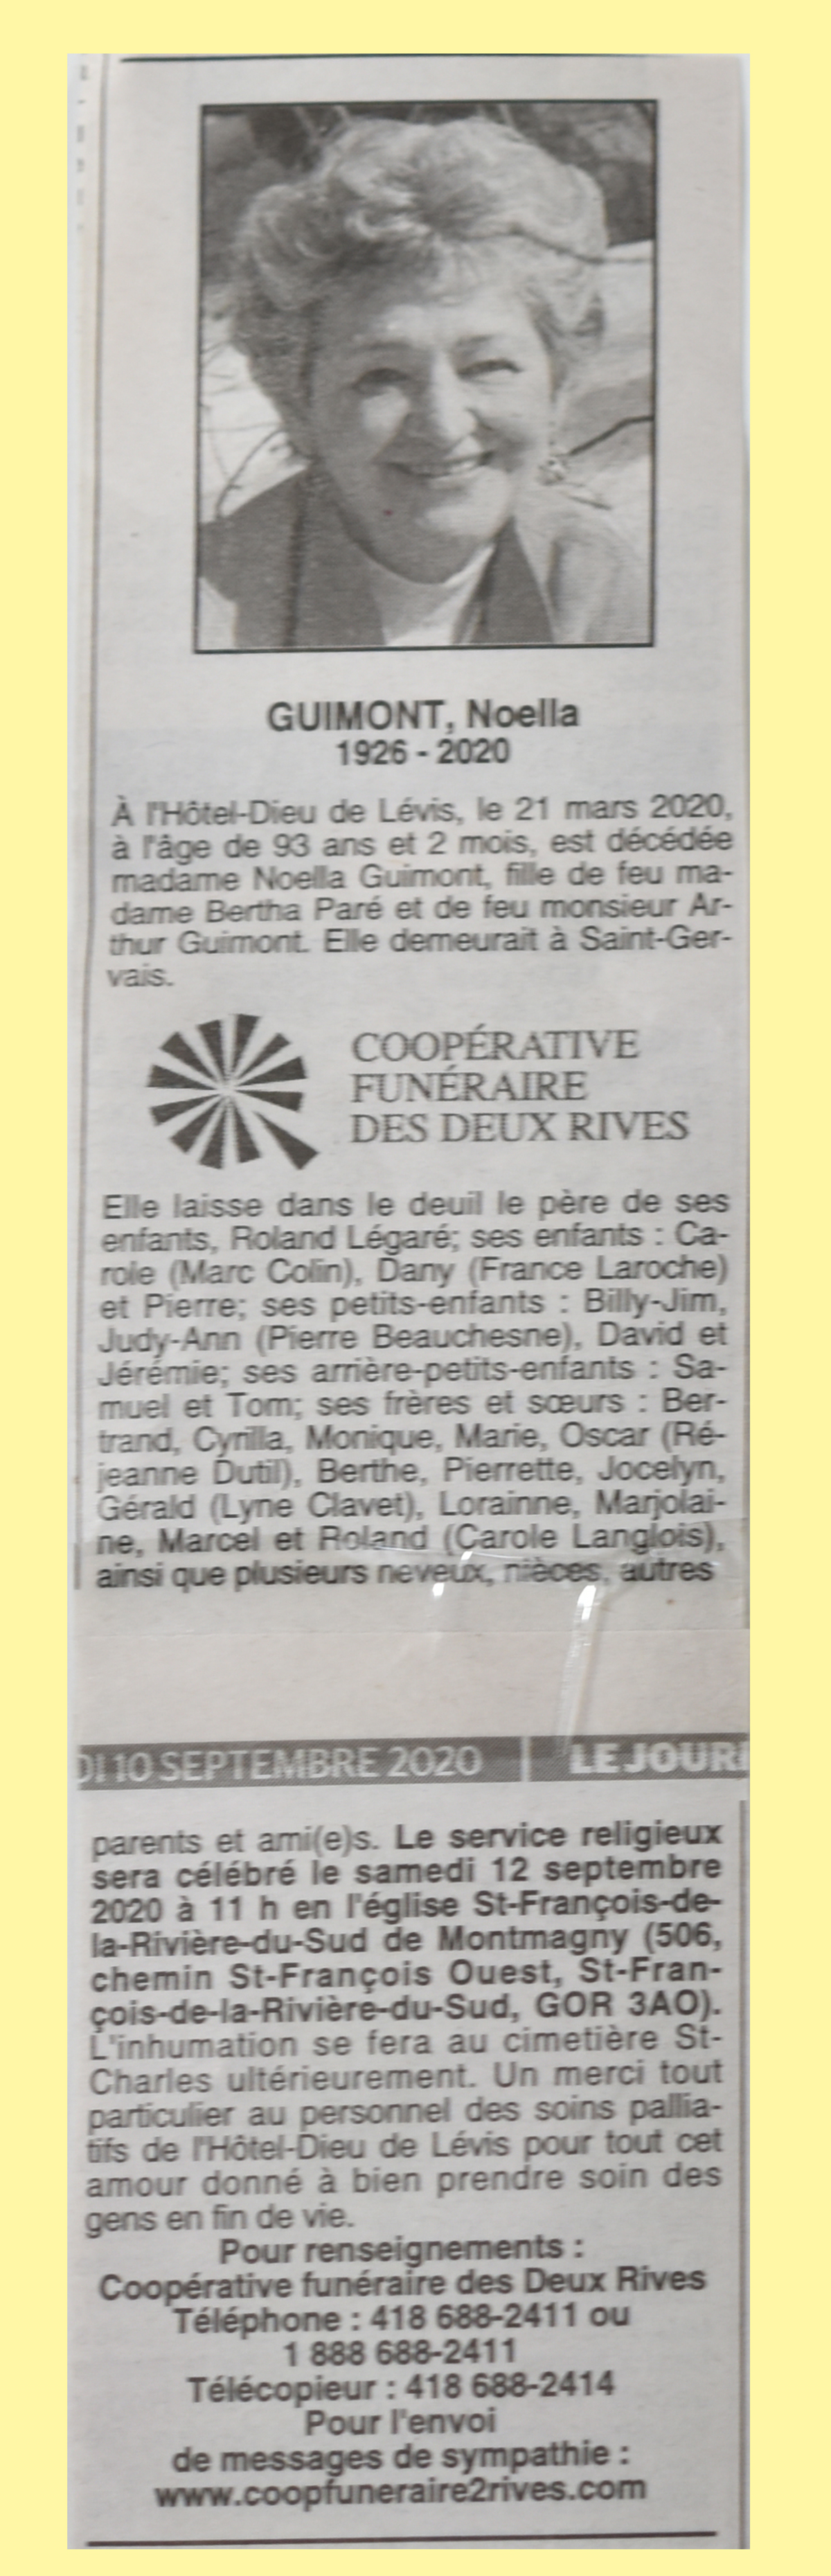 GUIMONT, Noella
1926 - 2020
À l'Hôtel-Dieu de Lévis, le 21 mars 2020,
à l'âge de 93 ans et 2 mois, est décédée
madame Noella Guimont, fille de feu ma-
dame Bertha Paré et de feu monsieur Ar-
thur Guimont. Elle demeurait à Saint-Ger-
vais.
COOPÉRATIVE
FUNÉRAIRE
DES DEUX RIVES
Elle laisse dans le deuil le père de ses
enfants, Roland Légaré; ses enfants : Ca-
role (Marc Colin), Dany (France Laroche)
et Pierre; ses petits-enfants : Billy-Jim,
Judy-Ann (Pierre Beauchesne), David et
Jérémie; ses arrière-petits-enfants : Sa-
muel et Tom; ses frères et sœurs : Ber-
trand, Cyrilla, Monique, Marie, Oscar (Ré-
jeanne Dutil), Berthe, Pierrette, Jocelyn,
Gérald (Lyne Clavet), Lorainne, Marjolai-
ne, Marcel et Roland (Carole Langlois),
ainsi que plusieurs neveux, nièces, autres
DI 10 SEPTEMBRE 2020 | LE JOUR
parents et ami(e)s. Le service religieux
sera célébré le samedi 12 septembre
2020 à 11 h en l'église St-François-de-
la-Rivière-du-Sud de Montmagny (506,
chemin St-François Ouest, St-Fran-
çois-de-la-Rivière-du-Sud, GOR 3AO).
L'inhumation se fera au cimetière St-
Charles ultérieurement. Un merci tout
particulier au personnel des soins pallia-
tifs de l'Hôtel-Dieu de Lévis pour tout cet
amour donné à bien prendre soin des
gens en fin de vie.
Pour renseignements :
Coopérative funéraire des Deux Rives
Téléphone : 418 688-2411 ou
1 888 688-2411
Télécopieur : 418 688-2414
Pour l'envoi
de messages de sympathie :
www.coopfuneraire2rives.com